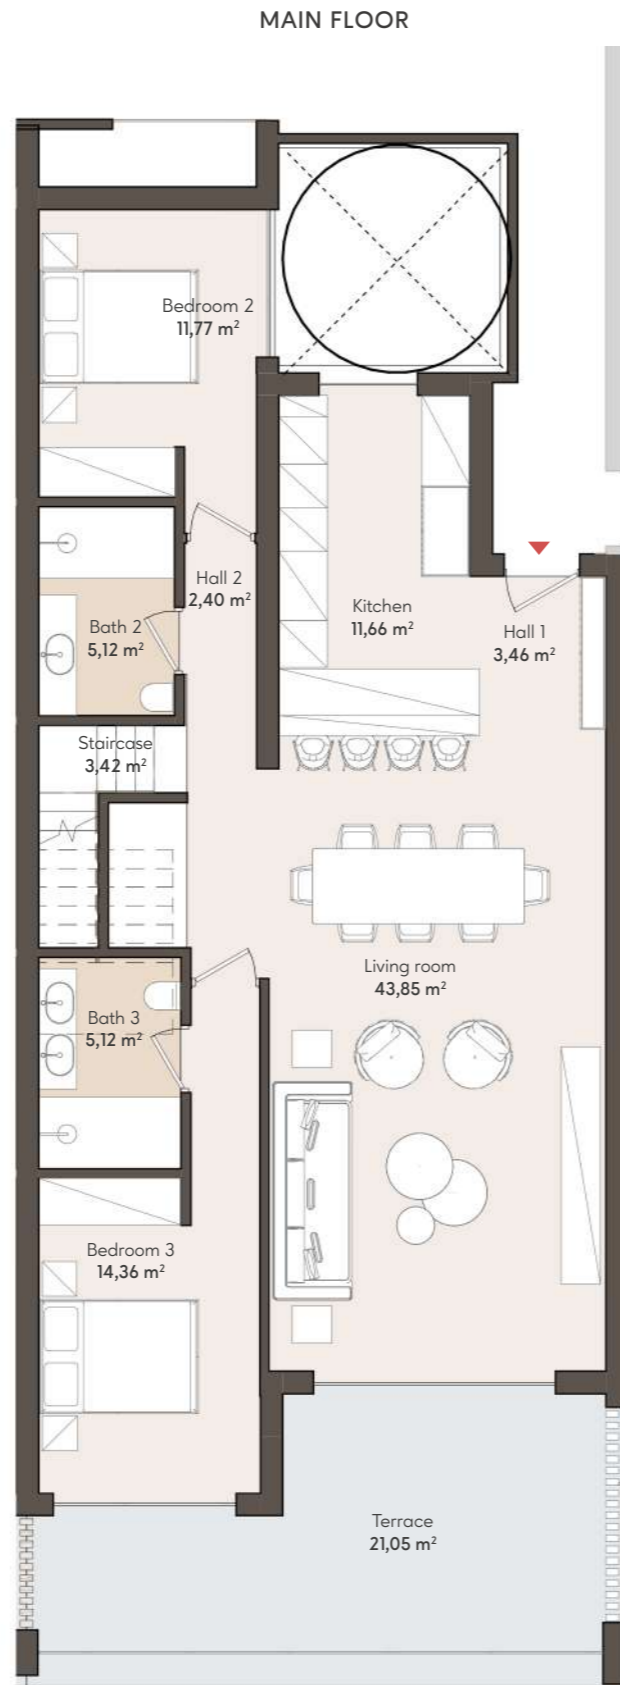 MAIN FLOOR
Bedroom 2
11,77 m²
Hall 2
2,40 m²
Bath 2
5,12 m²
Kitchen
11,66 m²
Hall 1
3,46 m²
Staircase
3,42 m²
Living room
43,85 m²
Bath 3
5,12 m²
Bedroom 3
14,36 m²
Terrace
21,05 m²